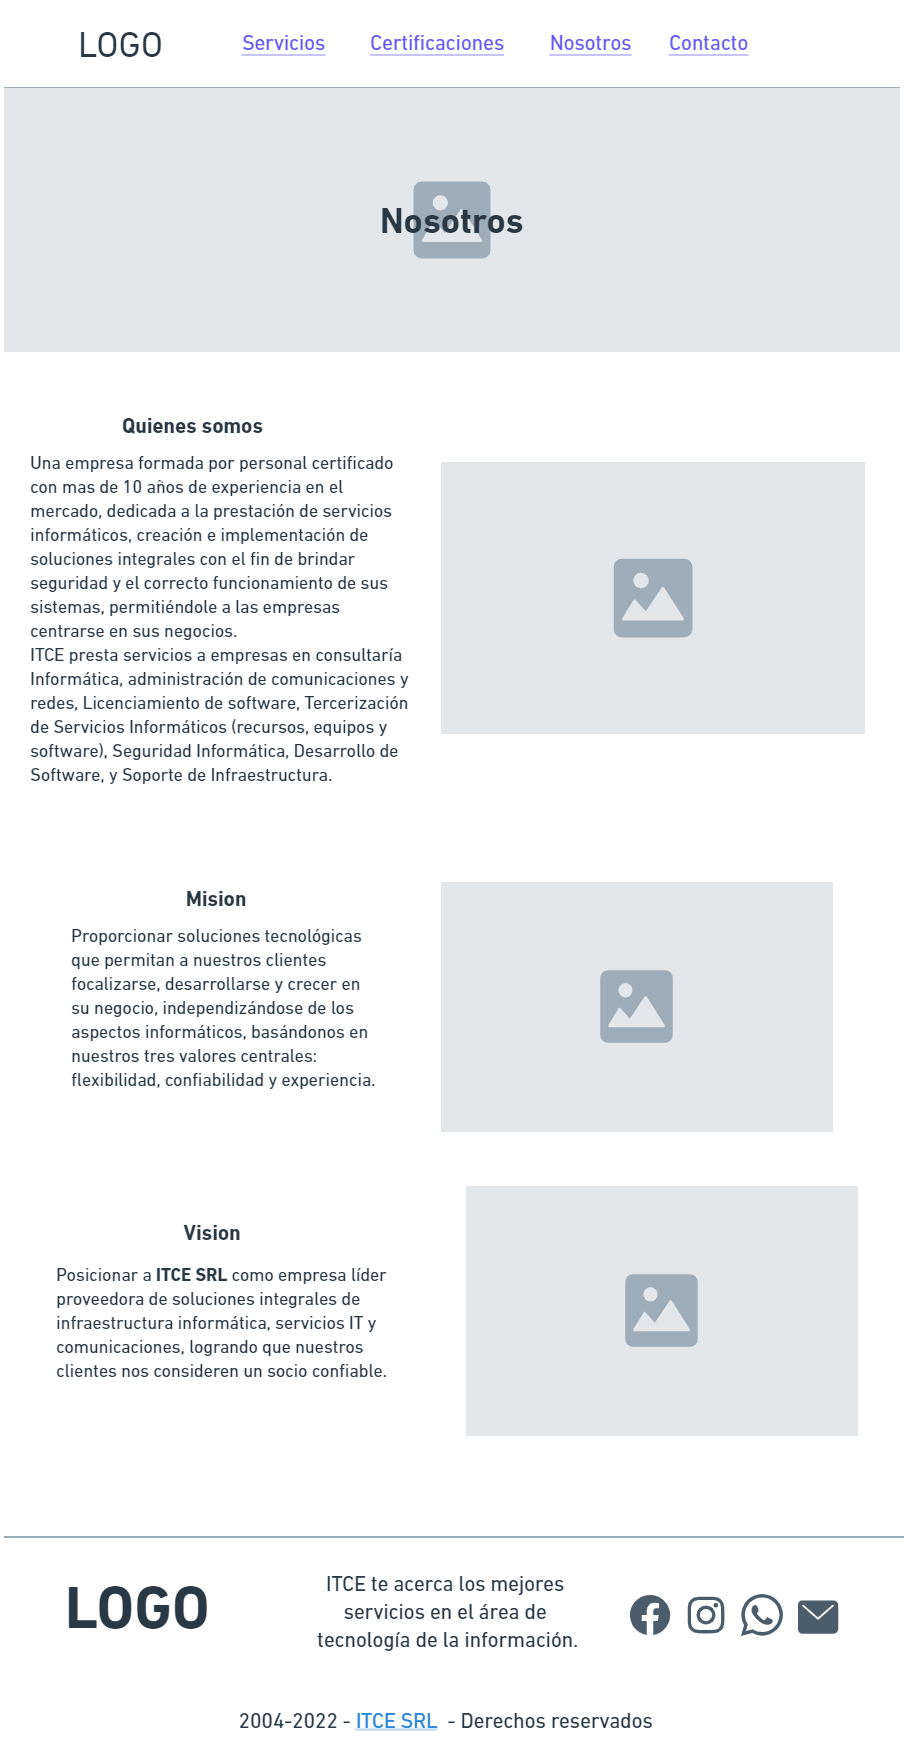 LOGO
Servicios Certificaciones Nosotros Contacto
Nosotros
Quienes somos
Una empresa formada por personal certificado
con mas de 10 años de experiencia en el
mercado, dedicada a la prestación de servicios
informáticos, creación e implementación de
soluciones integrales con el fin de brindar
seguridad y el correcto funcionamiento de sus
sistemas, permitiéndole a las empresas
centrarse en sus negocios.
ITCE presta servicios a empresas en consultaría
Informática, administración de comunicaciones y
redes, Licenciamiento de software, Tercerización
de Servicios Informáticos (recursos, equipos y
software), Seguridad Informática, Desarrollo de
Software, y Soporte de Infraestructura.
Mision
Proporcionar soluciones tecnológicas
que permitan a nuestros clientes
focalizarse, desarrollarse y crecer en
su negocio, independizándose de los
aspectos informáticos, basándonos en
nuestros tres valores centrales:
flexibilidad, confiabilidad y experiencia.
Vision
Posicionar a ITCE SRL como empresa líder
proveedora de soluciones integrales de
infraestructura informática, servicios IT y
comunicaciones, logrando que nuestros
clientes nos consideren un socio confiable.
LOGO
ITCE te acerca los mejores
servicios en el área de
tecnología de la información.
2004-2022 - ITCE SRL - Derechos reservados